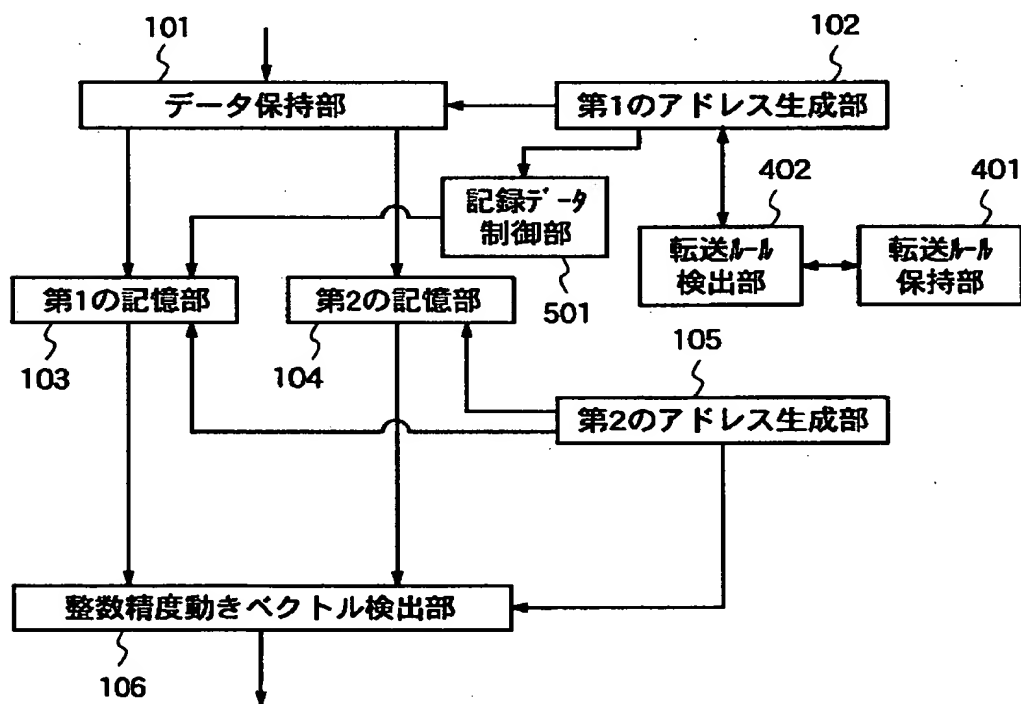 101
102
データ保持部
第1のアドレス生成部
402
401
記録データ
制御部
転送ルール
検出部
転送ルール
保持部
第1の記憶部
第2の記憶部
501
103
104
105
第2のアドレス生成部
整数精度動きベクトル検出部
106